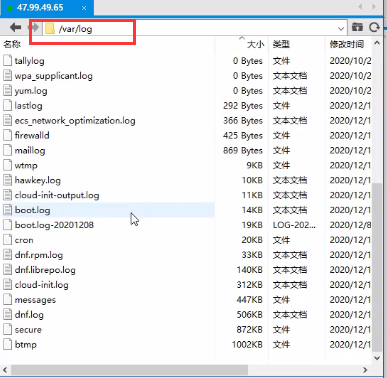 47.99.49.65
/var/log
名称 大小 类型 修改时间
tallylog 0 Bytes 文件 2020/10/2
wpa_supplicant.log 0 Bytes 文本文档 2020/10/2
yum.log 0 Bytes 文本文档 2020/10/2
lastlog 292 Bytes 文件 2020/12/1
ecs_network_optimization.log 366 Bytes 文本文档 2020/12/1
firewalld 425 Bytes 文件 2020/12/1
maillog 869 Bytes 文件 2020/12/1
wtmp 9KB 文件 2020/12/1
hawkey.log 10KB 文本文档 2020/12/1
cloud-init-output.log 11KB 文本文档 2020/12/1
boot.log 14KB 文本文档 2020/12/1
boot.log-20201208 19KB LOG-202... 2020/12/8
cron 20KB 文件 2020/12/1
dnf.rpm.log 33KB 文本文档 2020/12/1
dnf.librepo.log 140KB 文本文档 2020/12/1
cloud-init.log 312KB 文本文档 2020/12/1
messages 447KB 文件 2020/12/1
dnf.log 506KB 文本文档 2020/12/1
secure 872KB 文件 2020/12/1
btmp 1002KB 文件 2020/12/1